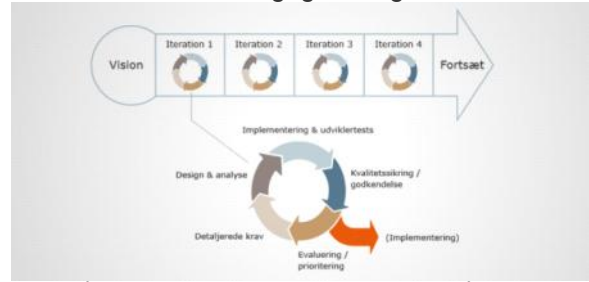 Iteration 1
Iteration 2
Iteration 3
Iteration 4
Vision
Fortsæt
Implementering & udviklertests
Design & analyse
Kvalitetssikring /
godkendelse
Detaljerede krav
(Implementering)
Evaluering /
prioritering